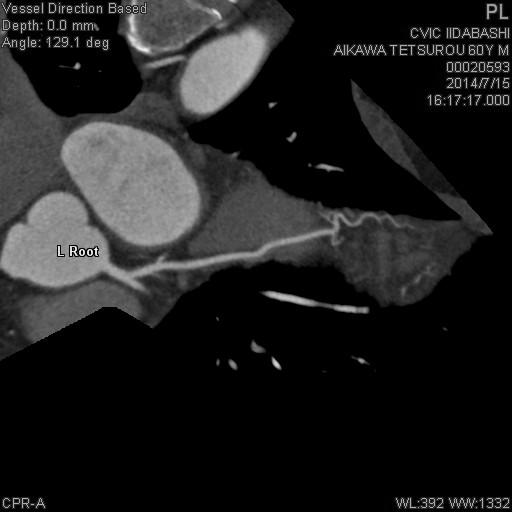 Vessel Direction Based
Depth: 0.0 mm
Angle: 129.1 deg
PL
CVIC IIDABASHI
AIKAWA TETSUROU 60Y M
00020593
2014/7/15
16:17:17.000
L Root
CPR-A
WL:392 WW:1332